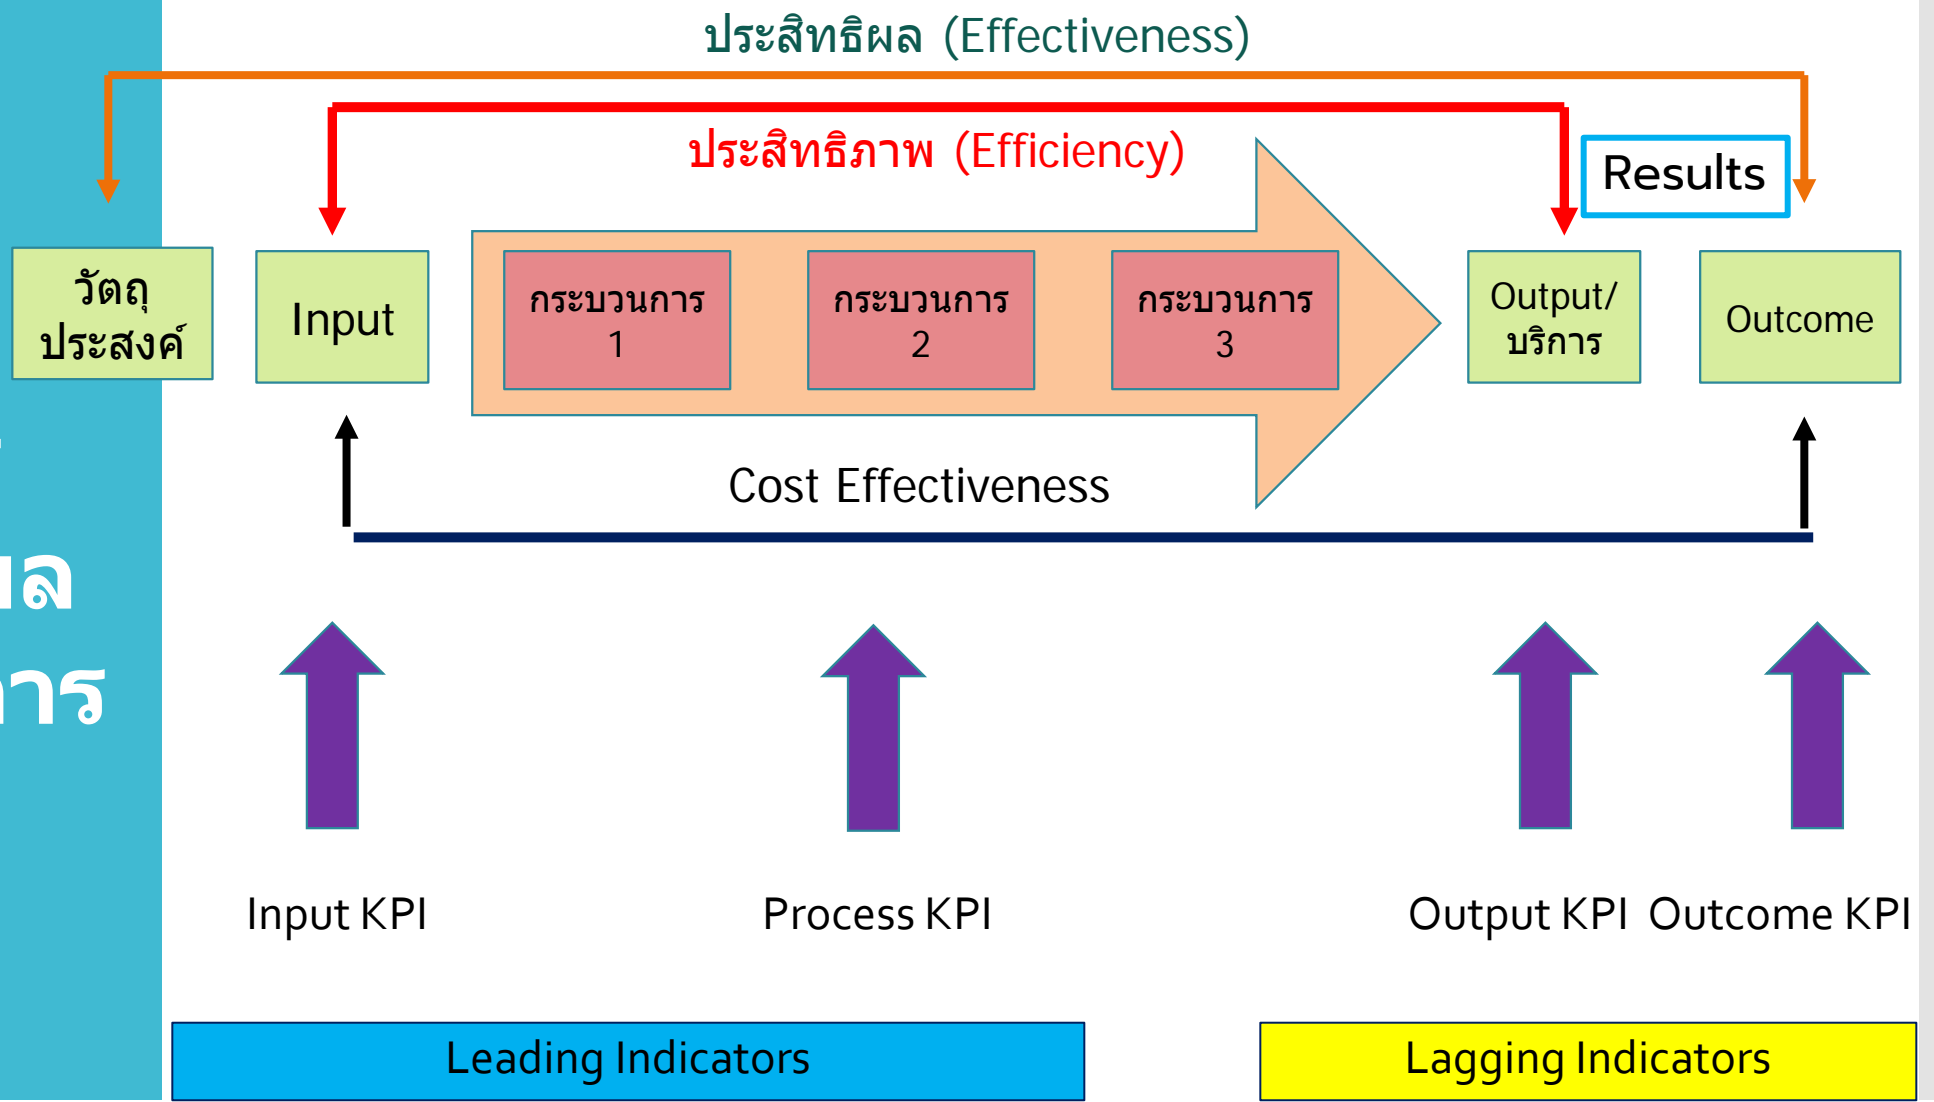 ประสิทธิผล (Effectiveness)
ประสิทธิภาพ (Efficiency)
Results
วัตถุ
ประสงค์
Input
กระบวนการ
1
กระบวนการ
2
กระบวนการ
3
Output/
บริการ
Outcome
Cost Effectiveness
การ
Input KPI
Process KPI
Output KPI
Outcome KPI
Leading Indicators
Lagging Indicators